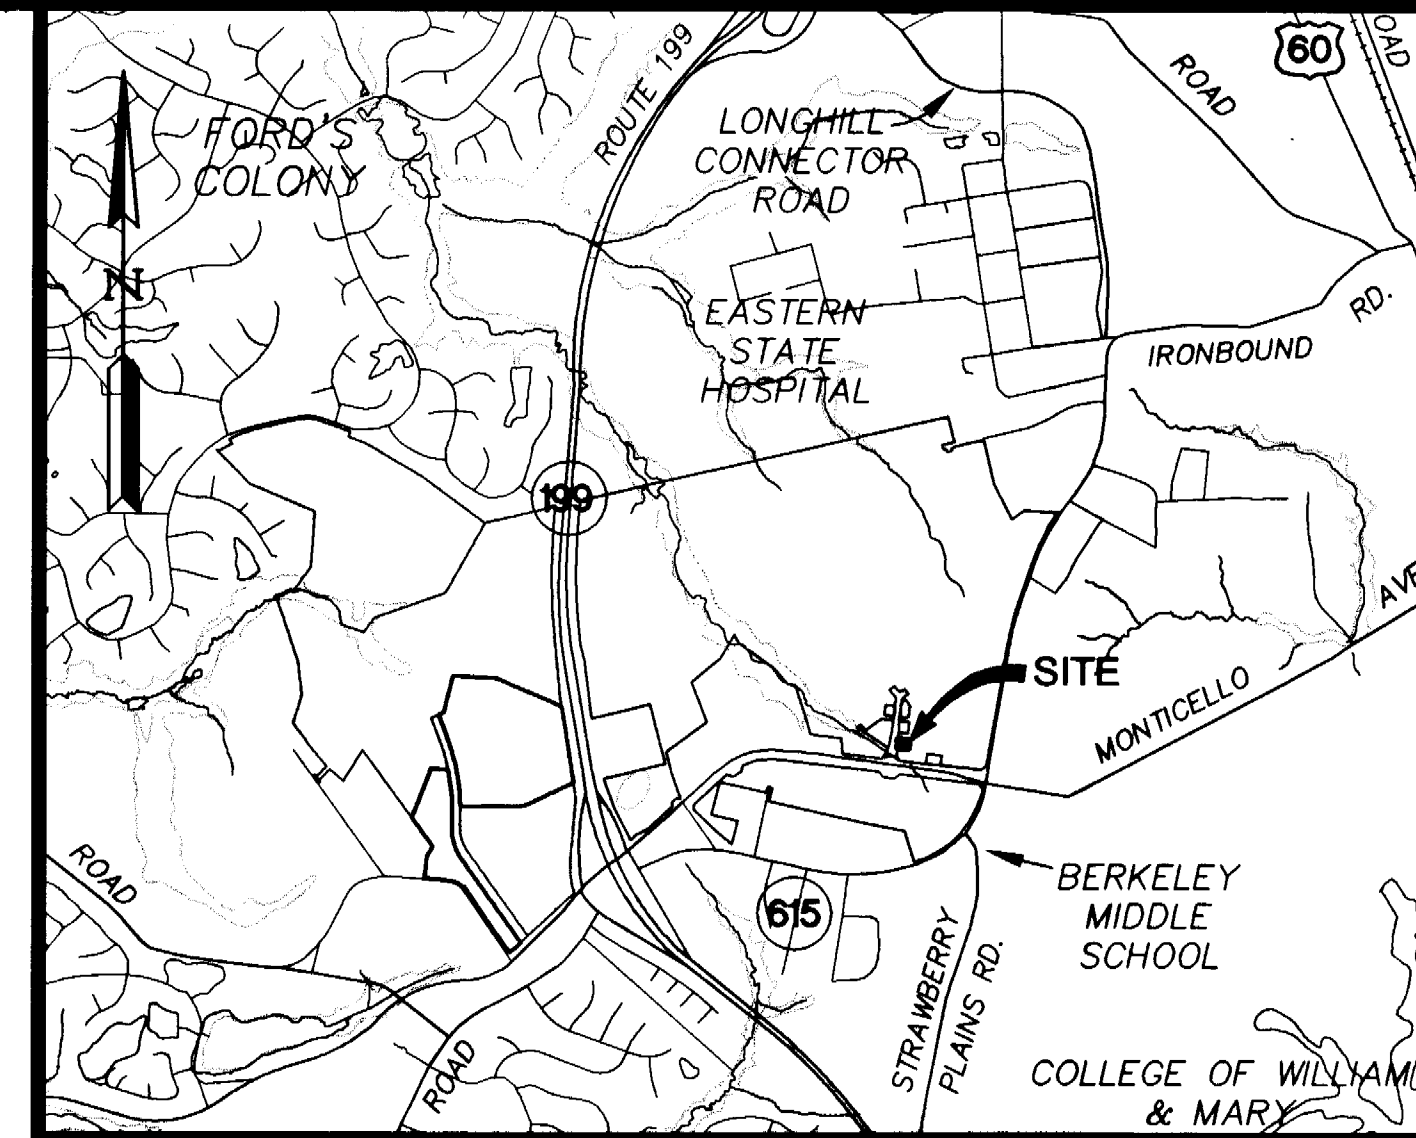 ROUTE 199
ROAD
60
OAD
FORD'S
COLONY
LONGHILL
CONNECTOR
ROAD
N
EASTERN
STATE
HOSPITAL
IRONBOUND
RD.
199
AVE
SITE
MONTICELLO
ROAD
615
BERKELEY
MIDDLE
SCHOOL
STRAWBERRY
PLAINS RD.
ROAD
COLLEGE OF WILLIAM
& MARY